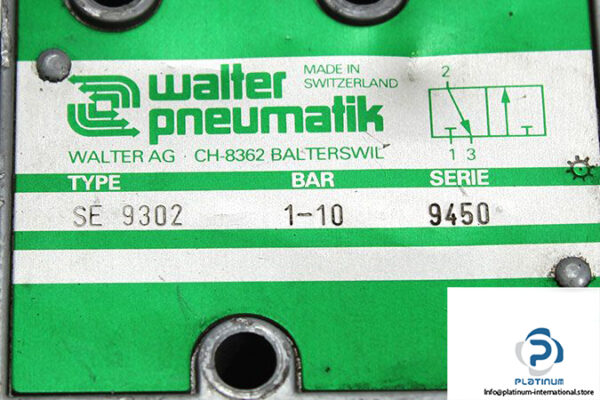 walter
pneumatik
MADE IN
SWITZERLAND
2
1 3
WALTER AG · CH-8362 BALTERSWIL
TYPE BAR SERIE
SE 9302 1-10 9450
PLATINUM
info@platinum-international.store